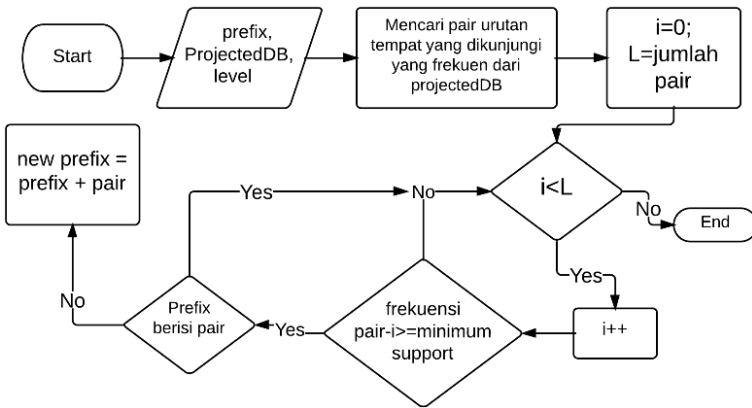 Start
prefix,
ProjectedDB,
level
Mencari pair urutan
tempat yang dikunjungi
yang frekuen dari
projectedDB
i=0;
L=jumlah
pair
new prefix =
prefix + pair
Yes
No
i<L
No
End
Yes
i++
frekuensi
pair-i>=minimum
support
Yes
Prefix
berisi pair
No